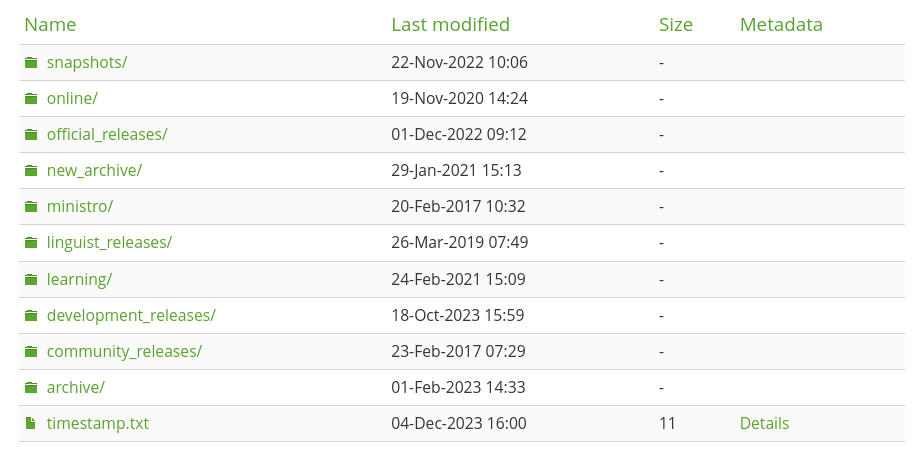 Name Last modified Size Metadata
snapshots/ 22-Nov-2022 10:06 -
online/ 19-Nov-2020 14:24 -
official_releases/ 01-Dec-2022 09:12 -
new_archive/ 29-Jan-2021 15:13 -
ministro/ 20-Feb-2017 10:32 -
linguist_releases/ 26-Mar-2019 07:49 -
learning/ 24-Feb-2021 15:09 -
development_releases/ 18-Oct-2023 15:59 -
community_releases/ 23-Feb-2017 07:29 -
archive/ 01-Feb-2023 14:33 -
timestamp.txt 04-Dec-2023 16:00 11 Details